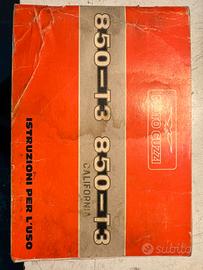 MOTO GUZZI
850-T3 850-T3
CALIFORNIA
ISTRUZIONI PER L'USO
subito